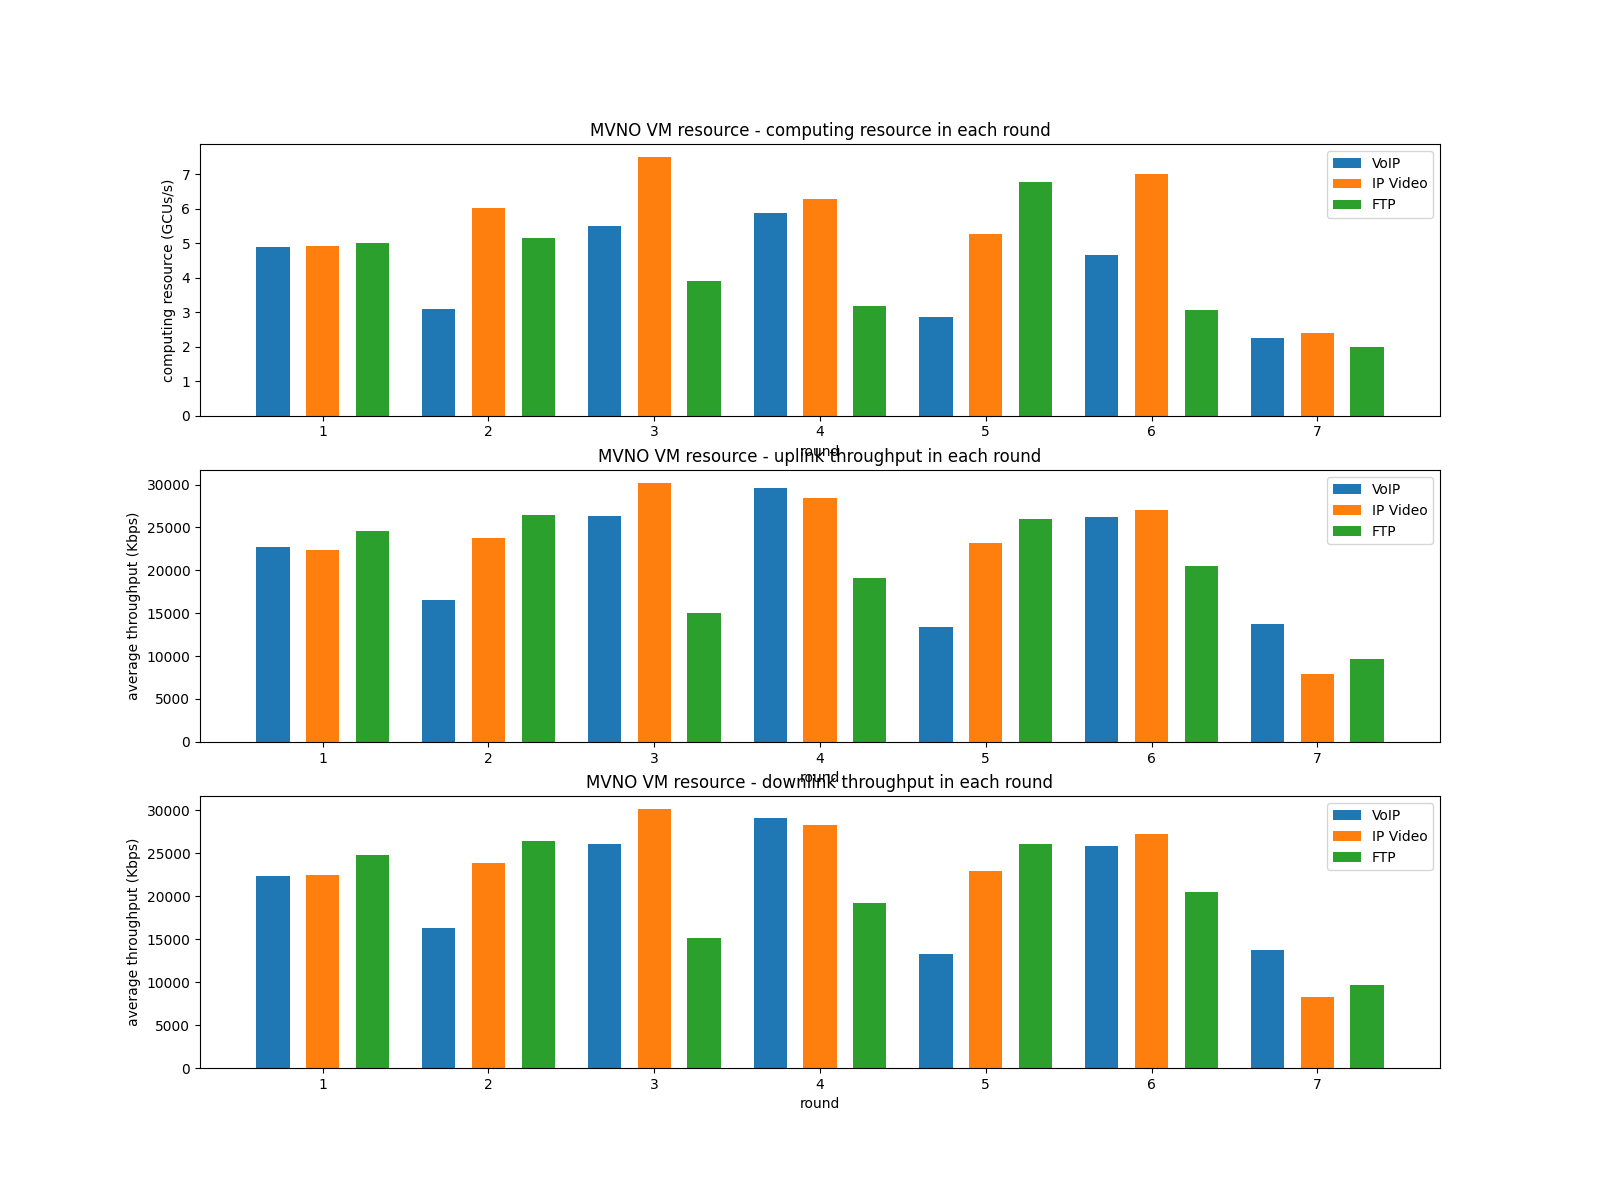 MVNO VM resource - computing resource in each round
computing resource (GCUs/s)
7
6
5
4
3
2
1
0
VoIP
IP Video
FTP
1 2 3 4 5 6 7
round
MVNO VM resource - uplink throughput in each round
average throughput (Kbps)
30000
25000
20000
15000
10000
5000
0
VoIP
IP Video
FTP
1 2 3 4 5 6 7
round
MVNO VM resource - downlink throughput in each round
average throughput (Kbps)
30000
25000
20000
15000
10000
5000
0
VoIP
IP Video
FTP
1 2 3 4 5 6 7
round